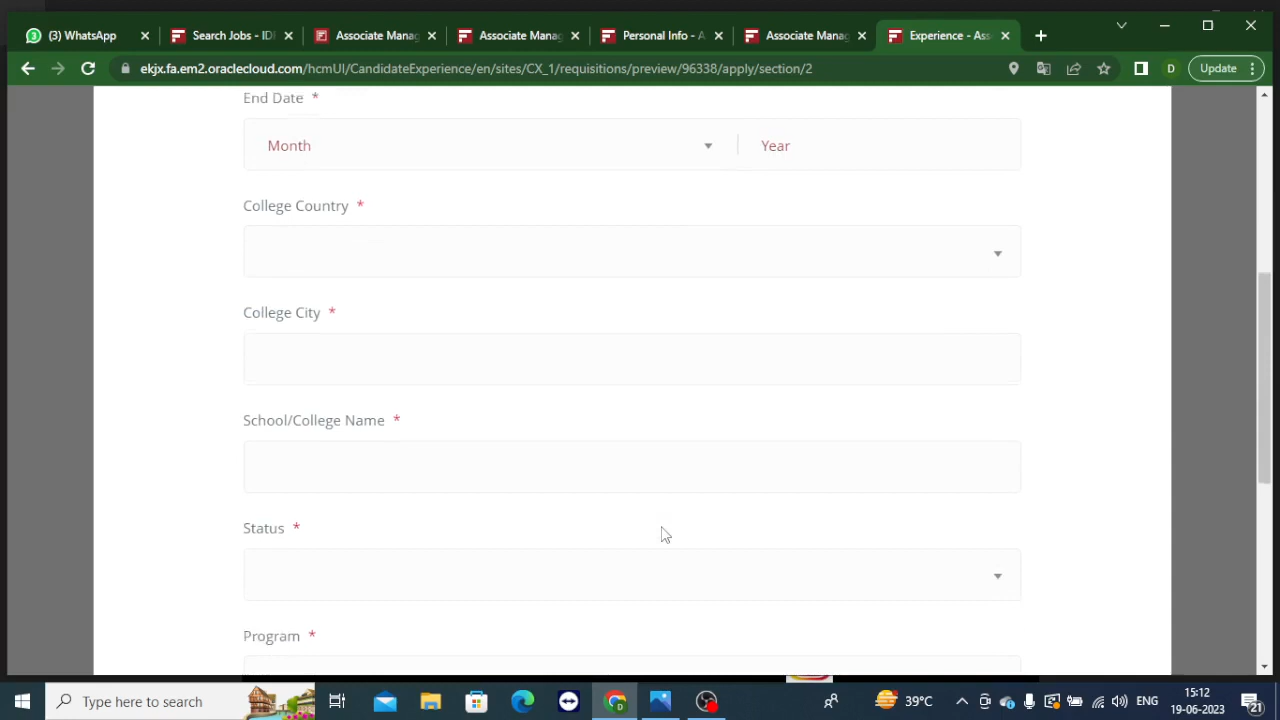 (3) WhatsApp
Search Jobs - IDI
Associate Manag
Associate Manag
Personal Info - A
Associate Manag
Experience - Ass
ekjx.fa.em2.oraclecloud.com/hcmUI/CandidateExperience/en/sites/CX_1/requisitions/preview/96338/apply/section/2
D
Update
End Date *
Month
Year
College Country *
College City *
School/College Name *
Status *
Program *
Type here to search
39°C
ENG
15:12
19-06-2023
21